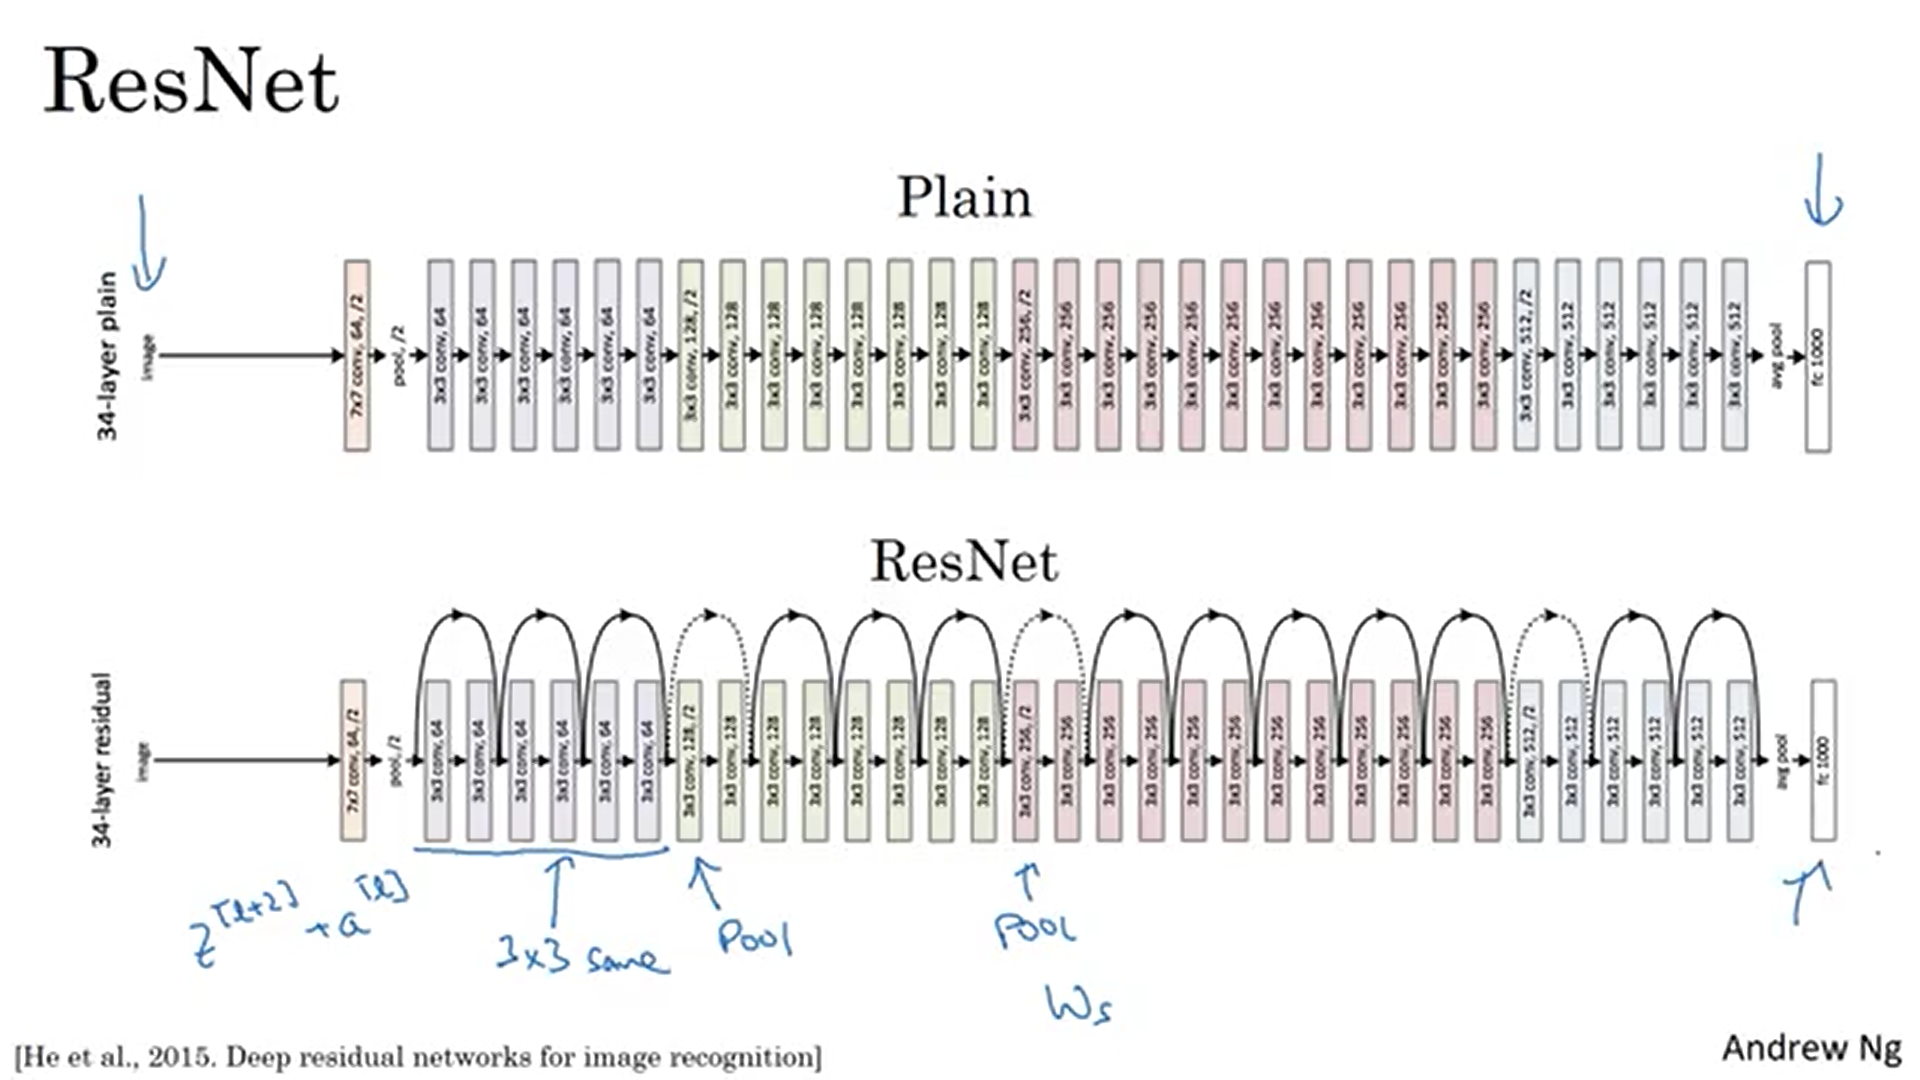 ResNet
Plain
34-layer plain
image
7x7 conv, 64, /2
pool, /2
3x3 conv, 64
3x3 conv, 64
3x3 conv, 64
3x3 conv, 64
3x3 conv, 64
3x3 conv, 64
3x3 conv, 128, /2
3x3 conv, 128
3x3 conv, 128
3x3 conv, 128
3x3 conv, 128
3x3 conv, 128
3x3 conv, 128
3x3 conv, 128
3x3 conv, 256, /2
3x3 conv, 256
3x3 conv, 256
3x3 conv, 256
3x3 conv, 256
3x3 conv, 256
3x3 conv, 256
3x3 conv, 256
3x3 conv, 256
3x3 conv, 256
3x3 conv, 256
3x3 conv, 256
3x3 conv, 512, /2
3x3 conv, 512
3x3 conv, 512
3x3 conv, 512
3x3 conv, 512
3x3 conv, 512
avg pool
fc 1000
ResNet
34-layer residual
image
7x7 conv, 64, /2
pool, /2
3x3 conv, 64
3x3 conv, 64
3x3 conv, 64
3x3 conv, 64
3x3 conv, 64
3x3 conv, 64
3x3 conv, 128, /2
3x3 conv, 128
3x3 conv, 128
3x3 conv, 128
3x3 conv, 128
3x3 conv, 128
3x3 conv, 128
3x3 conv, 128
3x3 conv, 256, /2
3x3 conv, 256
3x3 conv, 256
3x3 conv, 256
3x3 conv, 256
3x3 conv, 256
3x3 conv, 256
3x3 conv, 256
3x3 conv, 256
3x3 conv, 256
3x3 conv, 256
3x3 conv, 256
3x3 conv, 512, /2
3x3 conv, 512
3x3 conv, 512
3x3 conv, 512
3x3 conv, 512
3x3 conv, 512
avg pool
fc 1000
z^[l+2] + a^[l]
3x3 same
Pool
Pool
Ws
[He et al., 2015. Deep residual networks for image recognition]
Andrew Ng